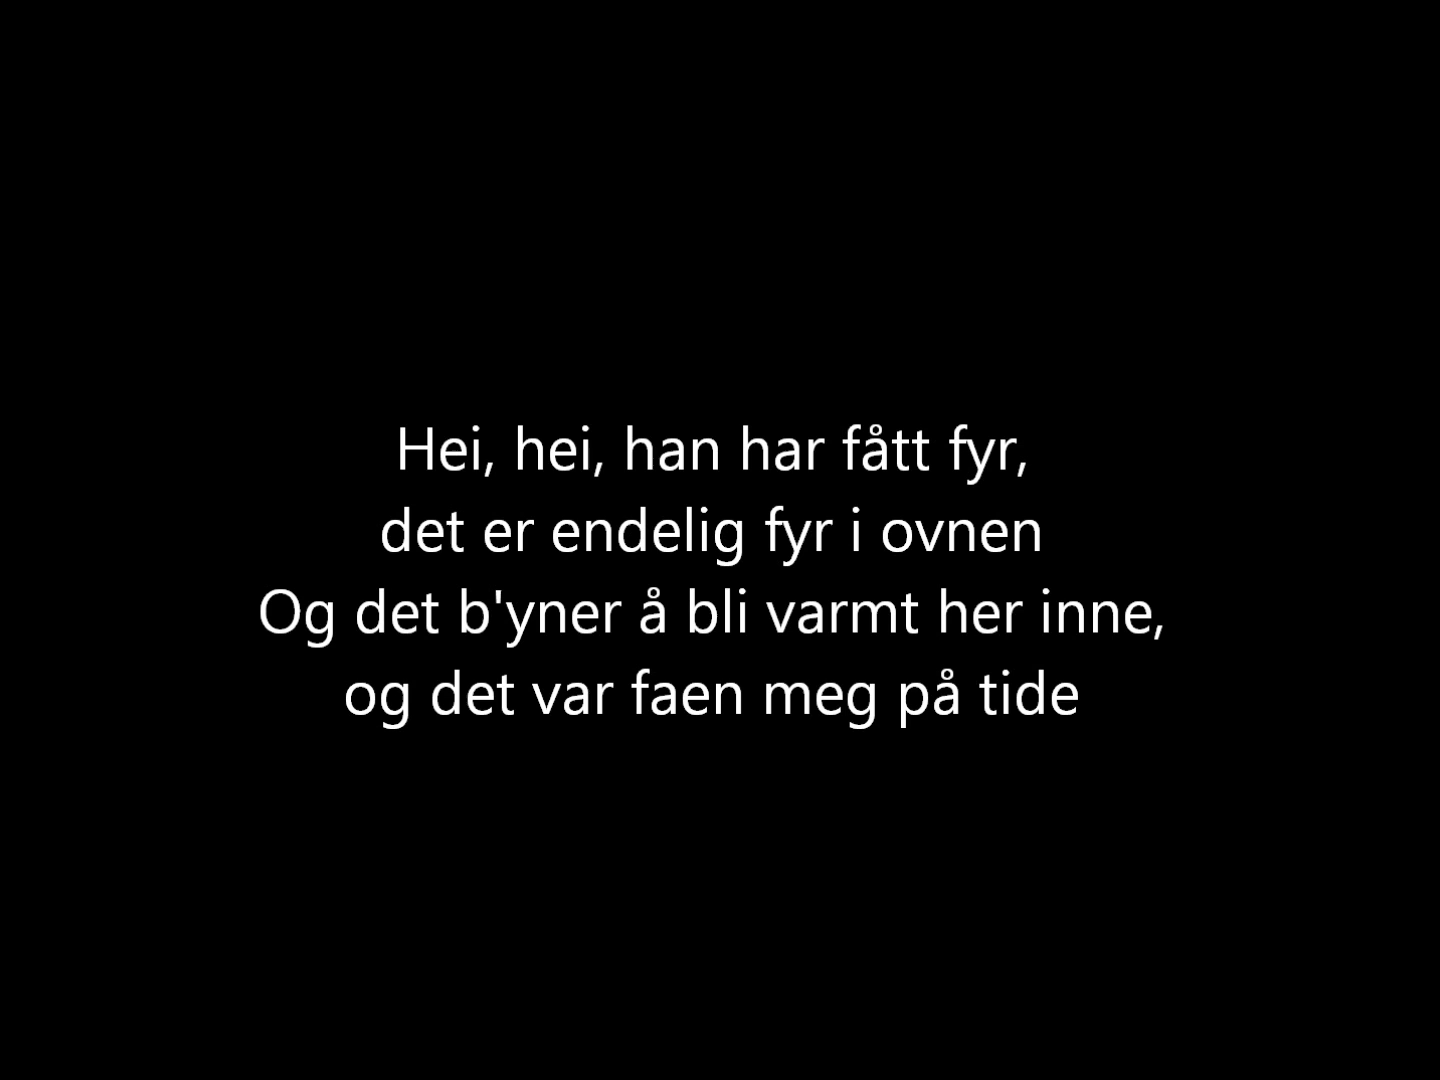 Hei, hei, han har fått fyr,
det er endelig fyr i ovnen
Og det b'yner å bli varmt her inne,
og det var faen meg på tide